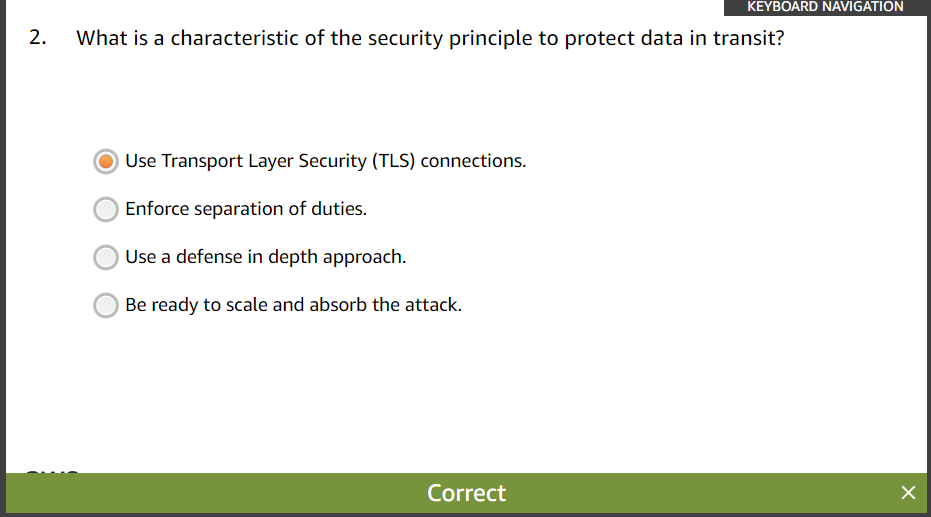 KEYBOARD NAVIGATION
2. What is a characteristic of the security principle to protect data in transit?
Use Transport Layer Security (TLS) connections.
Enforce separation of duties.
Use a defense in depth approach.
Be ready to scale and absorb the attack.
Correct